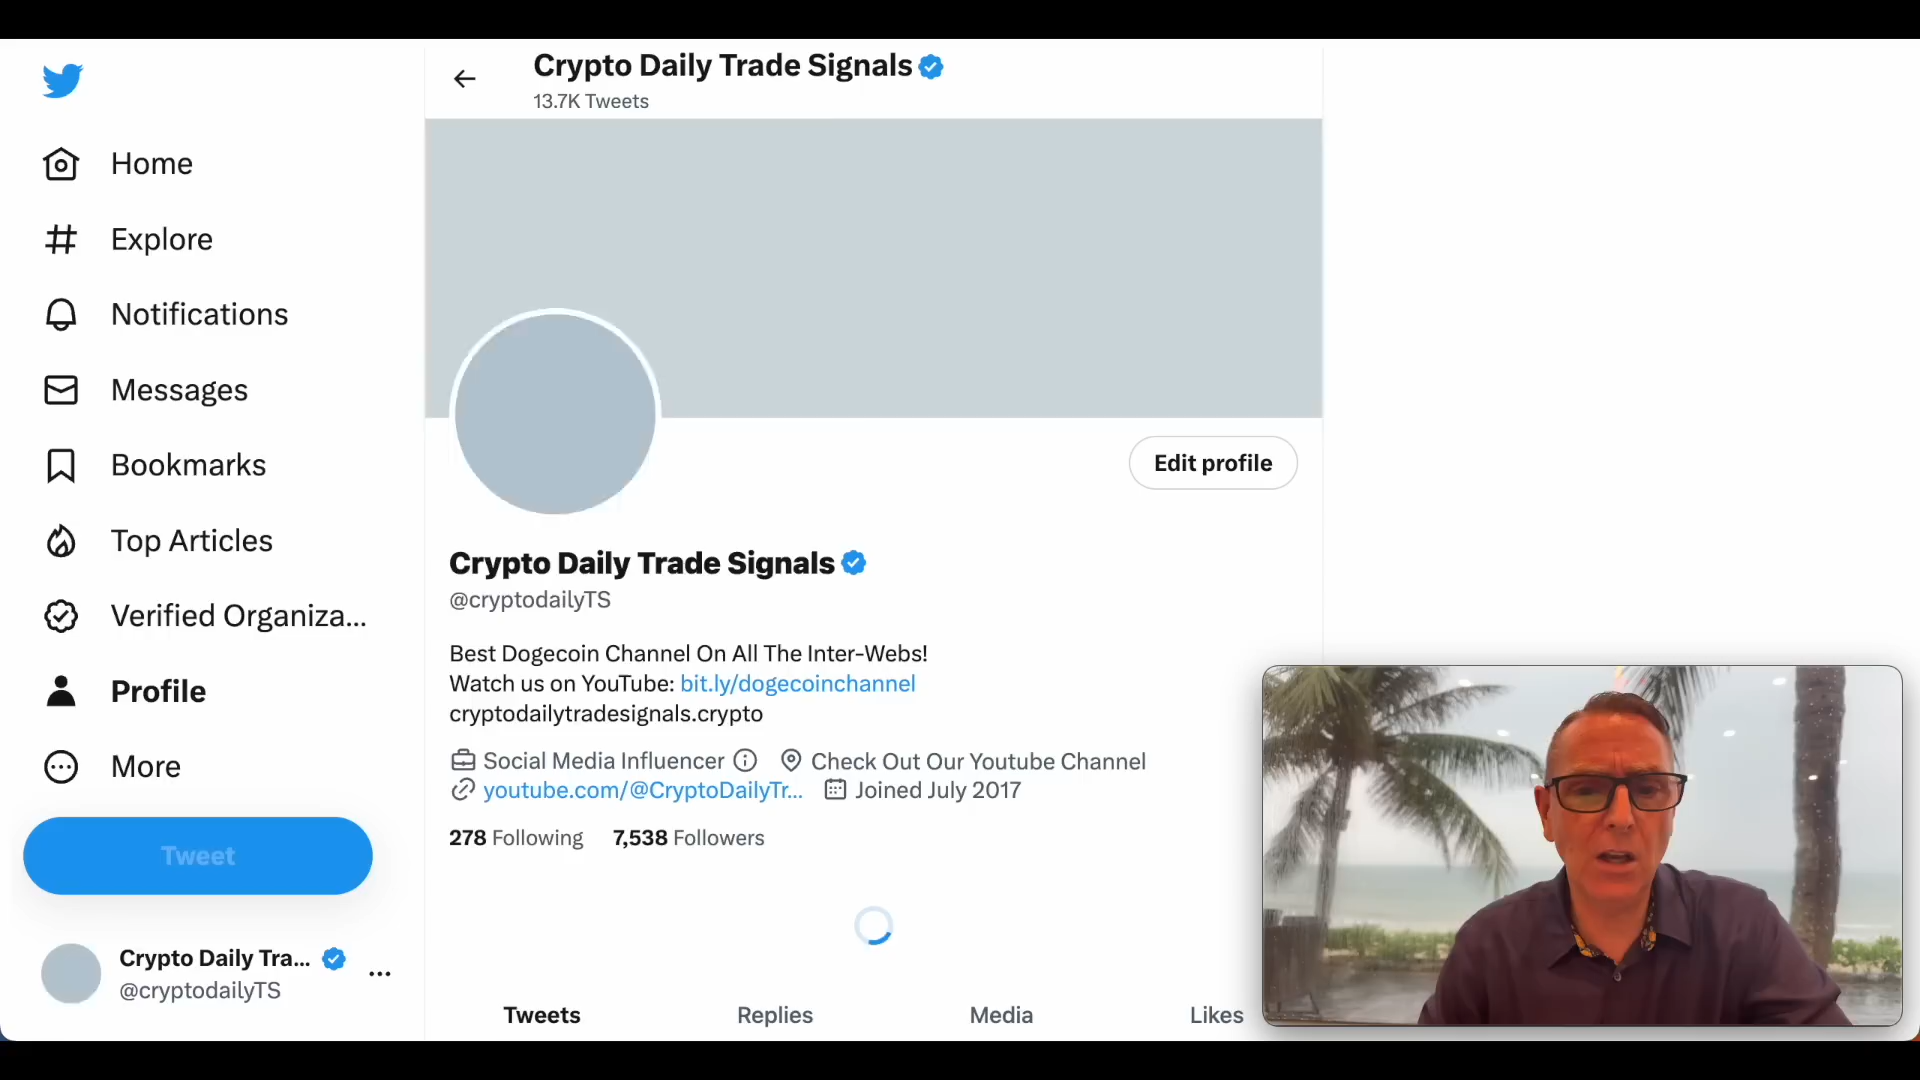 Crypto Daily Trade Signals
13.7K Tweets
Home
Explore
Notifications
Messages
Bookmarks
Top Articles
Verified Organiza...
Profile
More
Tweet
Crypto Daily Tra...
@cryptodailyTS
Edit profile
Crypto Daily Trade Signals
@cryptodailyTS
Best Dogecoin Channel On All The Inter-Webs!
Watch us on YouTube: bit.ly/dogecoinchannel
cryptodailytradesignals.crypto
Social Media Influencer Check Out Our Youtube Channel
youtube.com/@CryptoDailyTr... Joined July 2017
278 Following 7,538 Followers
Tweets Replies Media Likes